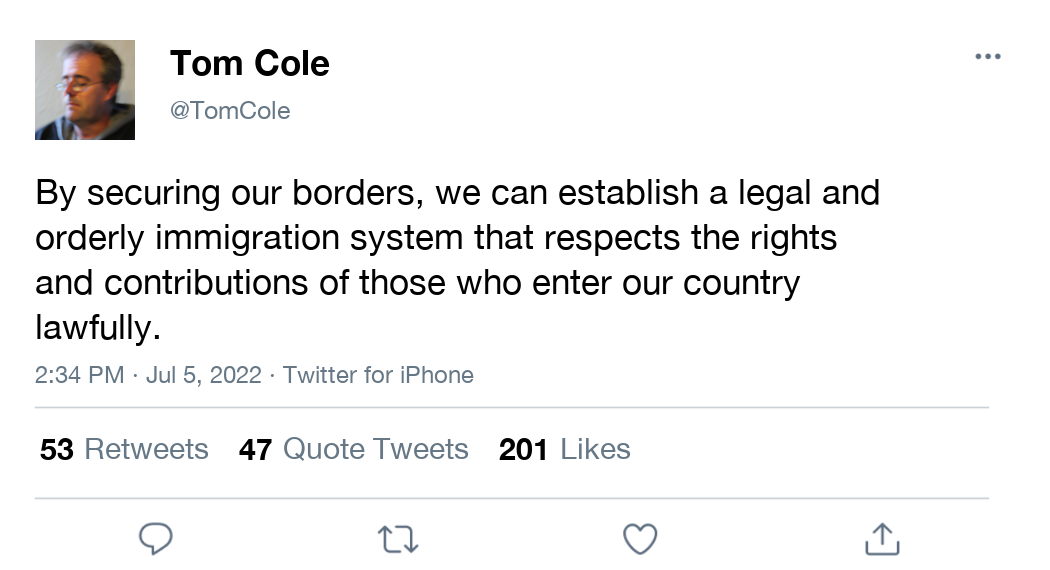 Tom Cole
@TomCole
By securing our borders, we can establish a legal and
orderly immigration system that respects the rights
and contributions of those who enter our country
lawfully.
2:34 PM · Jul 5, 2022 · Twitter for iPhone
53 Retweets 47 Quote Tweets 201 Likes